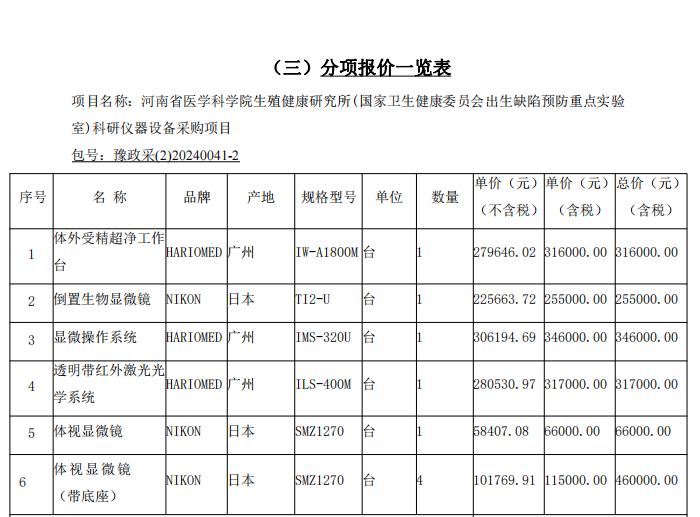 （三）分项报价一览表
项目名称：河南省医学科学院生殖健康研究所(国家卫生健康委员会出生缺陷预防重点实验
室)科研仪器设备采购项目
包号：豫政采(2)20240041-2
序号 名 称 品牌 产地 规格型号 单位 数量 单价（元）（不含税） 单价（元）（含税） 总价（元）（含税）
1 体外受精超净工作台 HARIOMED 广州 IW-A1800M 台 1 279646.02 316000.00 316000.00
2 倒置生物显微镜 NIKON 日本 TI2-U 台 1 225663.72 255000.00 255000.00
3 显微操作系统 HARIOMED 广州 IMS-320U 台 1 306194.69 346000.00 346000.00
4 透明带红外激光光学系统 HARIOMED 广州 ILS-400M 台 1 280530.97 317000.00 317000.00
5 体视显微镜 NIKON 日本 SMZ1270 台 1 58407.08 66000.00 66000.00
6 体视显微镜（带底座） NIKON 日本 SMZ1270 台 4 101769.91 115000.00 460000.00